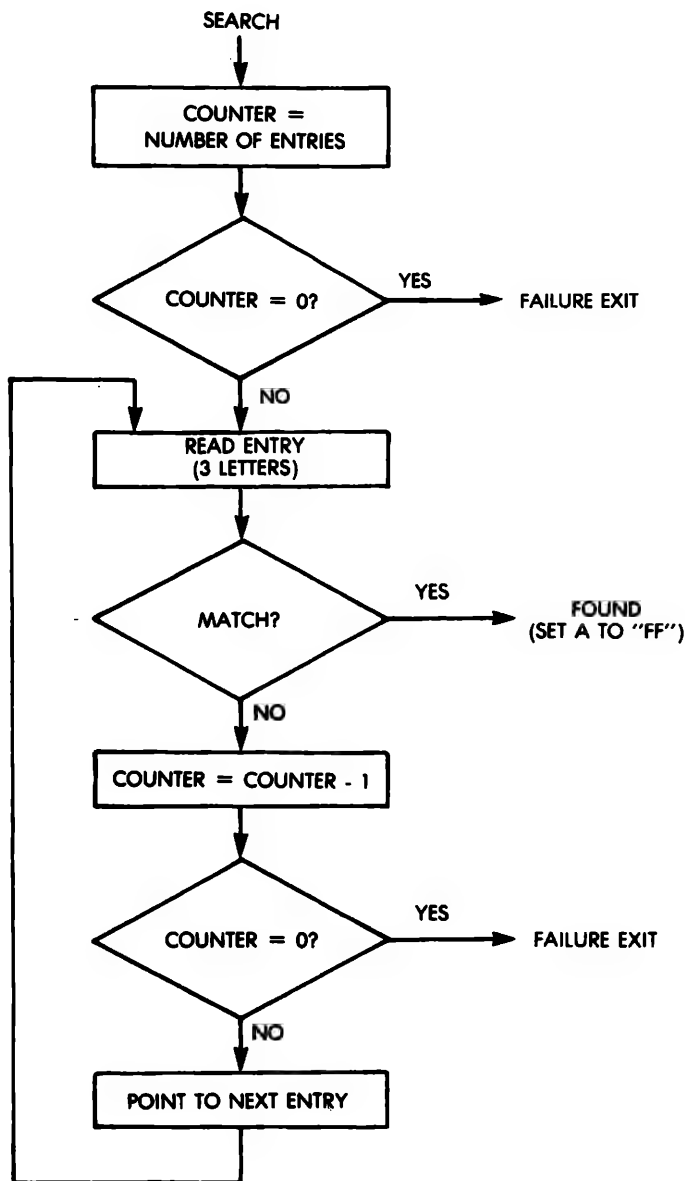 SEARCH
COUNTER =
NUMBER OF ENTRIES
COUNTER = 0?
YES
FAILURE EXIT
NO
READ ENTRY
(3 LETTERS)
MATCH?
YES
FOUND
(SET A TO "FF")
NO
COUNTER = COUNTER - 1
COUNTER = 0?
YES
FAILURE EXIT
NO
POINT TO NEXT ENTRY